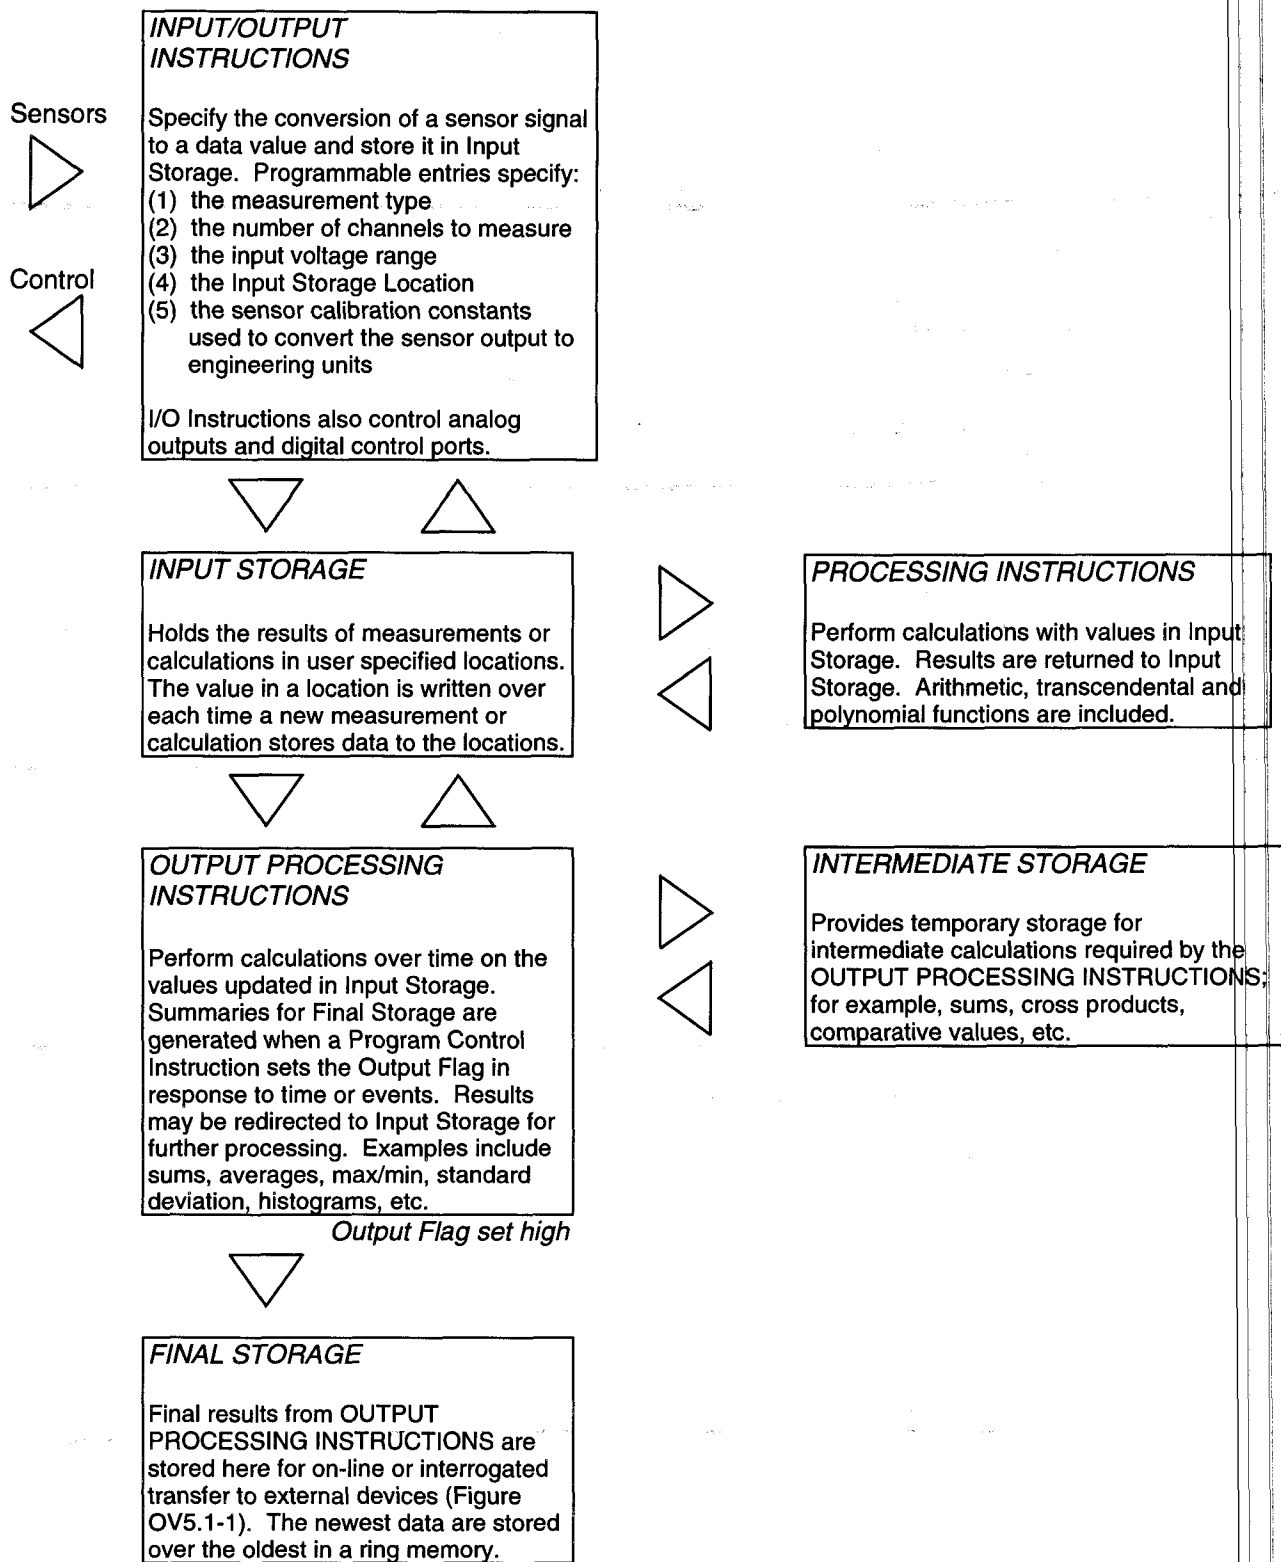 INPUT/OUTPUT
INSTRUCTIONS
Sensors
Control
Specify the conversion of a sensor signal
to a data value and store it in Input
Storage. Programmable entries specify:
(1) the measurement type
(2) the number of channels to measure
(3) the input voltage range
(4) the Input Storage Location
(5) the sensor calibration constants
used to convert the sensor output to
engineering units
I/O Instructions also control analog
outputs and digital control ports.
INPUT STORAGE
Holds the results of measurements or
calculations in user specified locations.
The value in a location is written over
each time a new measurement or
calculation stores data to the locations.
PROCESSING INSTRUCTIONS
Perform calculations with values in Input
Storage. Results are returned to Input
Storage. Arithmetic, transcendental and
polynomial functions are included.
OUTPUT PROCESSING
INSTRUCTIONS
Perform calculations over time on the
values updated in Input Storage.
Summaries for Final Storage are
generated when a Program Control
Instruction sets the Output Flag in
response to time or events. Results
may be redirected to Input Storage for
further processing. Examples include
sums, averages, max/min, standard
deviation, histograms, etc.
INTERMEDIATE STORAGE
Provides temporary storage for
intermediate calculations required by the
OUTPUT PROCESSING INSTRUCTIONS;
for example, sums, cross products,
comparative values, etc.
Output Flag set high
FINAL STORAGE
Final results from OUTPUT
PROCESSING INSTRUCTIONS are
stored here for on-line or interrogated
transfer to external devices (Figure
OV5.1-1). The newest data are stored
over the oldest in a ring memory.